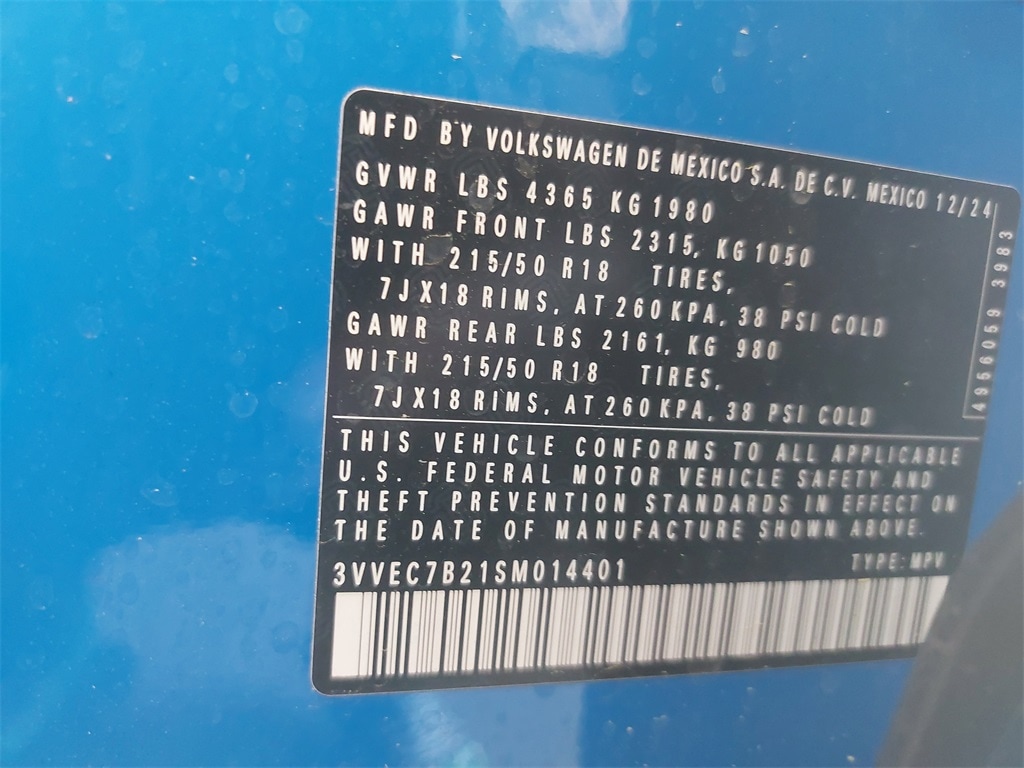 MFD BY VOLKSWAGEN DE MEXICO S.A. DE C.V. MEXICO 12/24
GVWR LBS 4365 KG 1980
GAWR FRONT LBS 2315, KG 1050
WITH 215/50 R18 TIRES,
7JX18 RIMS, AT 260 KPA, 38 PSI COLD
GAWR REAR LBS 2161, KG 980
WITH 215/50 R18 TIRES,
7JX18 RIMS, AT 260 KPA, 38 PSI COLD
4956059 3983
THIS VEHICLE CONFORMS TO ALL APPLICABLE
U.S. FEDERAL MOTOR VEHICLE SAFETY AND
THEFT PREVENTION STANDARDS IN EFFECT ON
THE DATE OF MANUFACTURE SHOWN ABOVE.
3VVEC7B21SM014401 TYPE: MPV